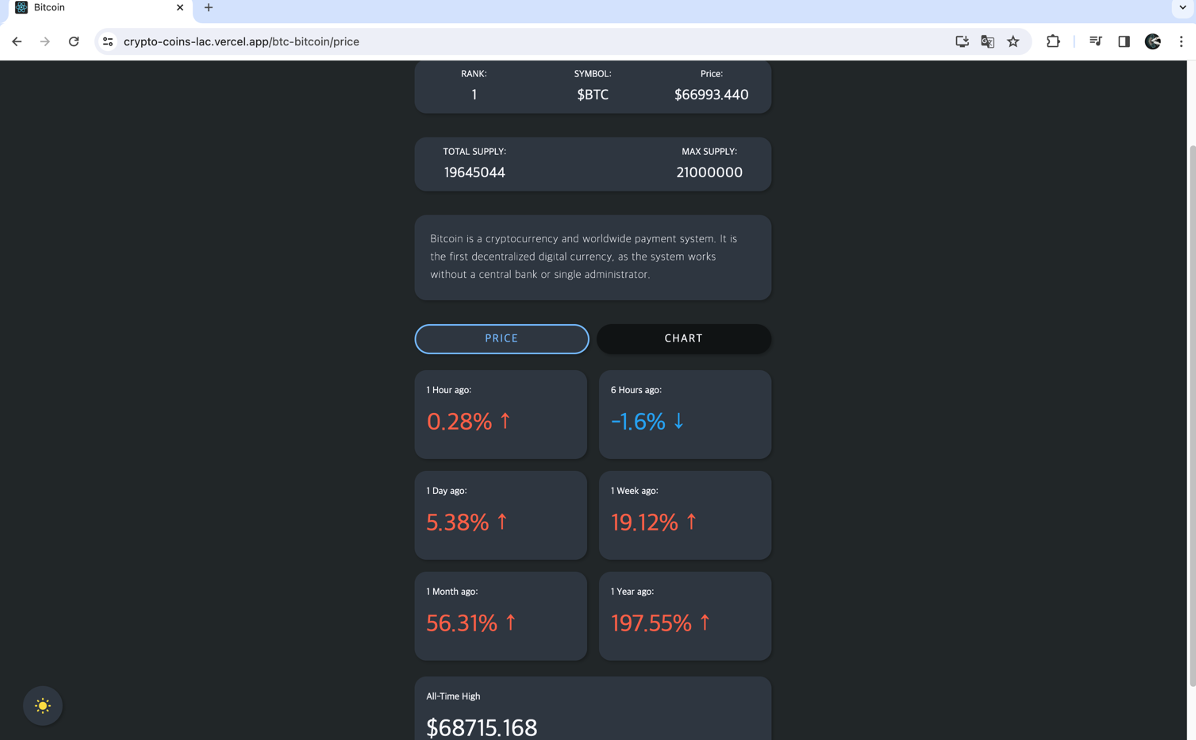 Bitcoin
crypto-coins-lac.vercel.app/btc-bitcoin/price
RANK: SYMBOL: Price:
1 $BTC $66993.440
TOTAL SUPPLY: MAX SUPPLY:
19645044 21000000
Bitcoin is a cryptocurrency and worldwide payment system. It is
the first decentralized digital currency, as the system works
without a central bank or single administrator.
PRICE CHART
1 Hour ago: 6 Hours ago:
0.28% ↑ -1.6% ↓
1 Day ago: 1 Week ago:
5.38% ↑ 19.12% ↑
1 Month ago: 1 Year ago:
56.31% ↑ 197.55% ↑
All-Time High
$68715.168